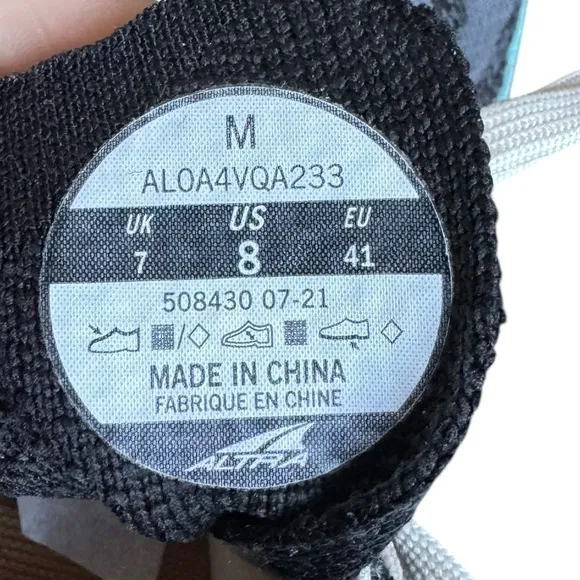 M
AL0A4VQA233
UK US EU
7 8 41
508430 07-21
MADE IN CHINA
FABRIQUE EN CHINE
ALTRA